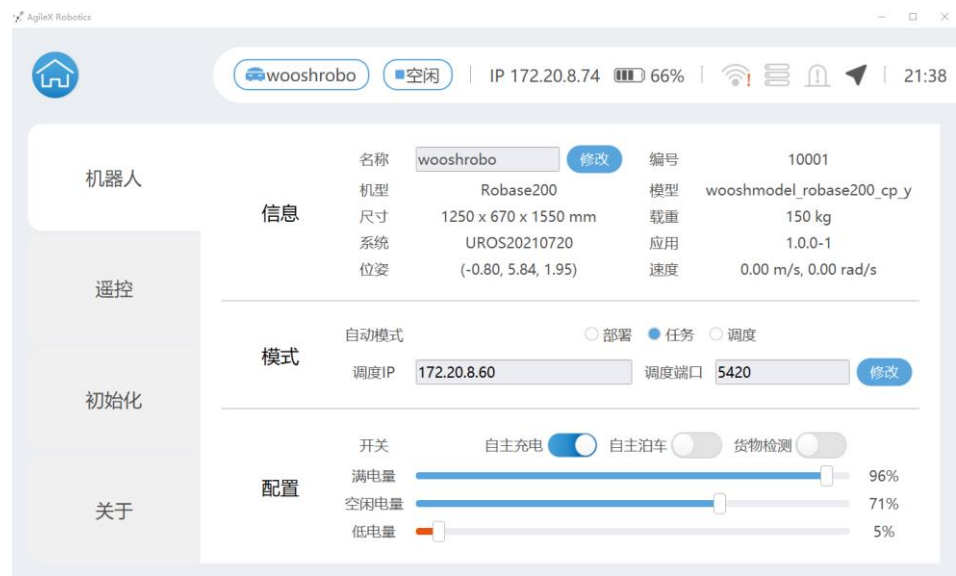 AgileX Robotics
wooshrobo 空闲 IP 172.20.8.74 66% 21:38
机器人
遥控
初始化
关于
信息
名称 wooshrobo 修改 编号 10001
机型 Robase200 模型 wooshmodel_robase200_cp_y
尺寸 1250 x 670 x 1550 mm 载重 150 kg
系统 UROS20210720 应用 1.0.0-1
位姿 (-0.80, 5.84, 1.95) 速度 0.00 m/s, 0.00 rad/s
模式
自动模式 部署 任务 调度
调度IP 172.20.8.60 调度端口 5420 修改
配置
开关 自主充电 自主泊车 货物检测
满电量 96%
空闲电量 71%
低电量 5%